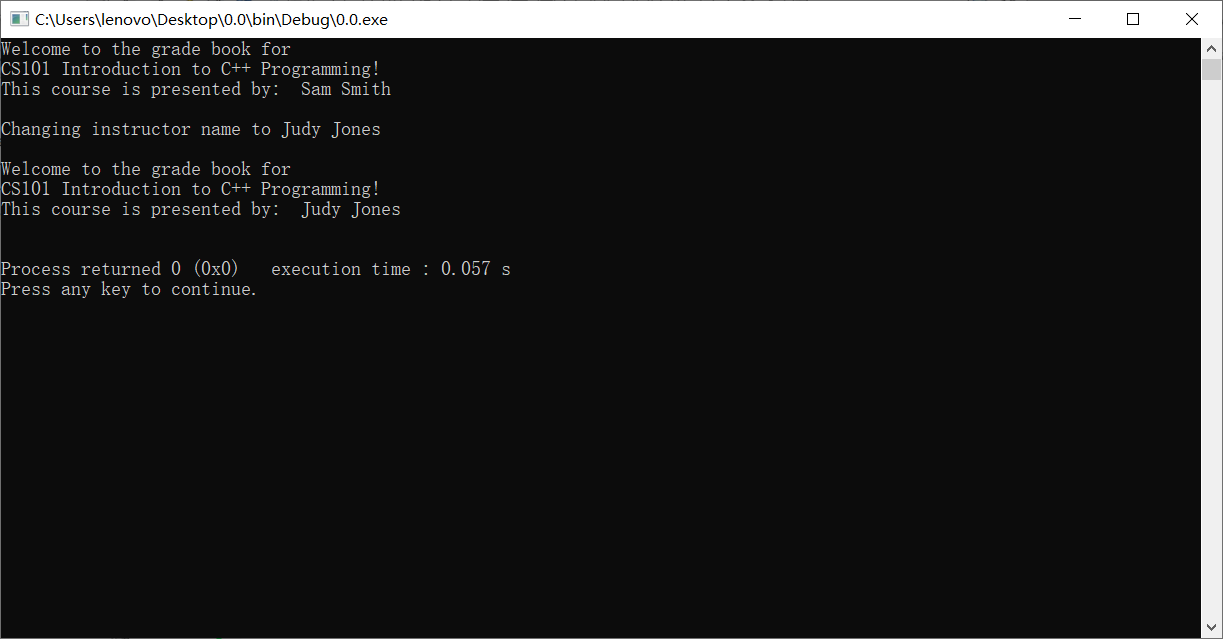 C:\Users\lenovo\Desktop\0.0\bin\Debug\0.0.exe
Welcome to the grade book for
CS101 Introduction to C++ Programming!
This course is presented by:  Sam Smith
Changing instructor name to Judy Jones
Welcome to the grade book for
CS101 Introduction to C++ Programming!
This course is presented by:  Judy Jones
Process returned 0 (0x0)   execution time : 0.057 s
Press any key to continue.